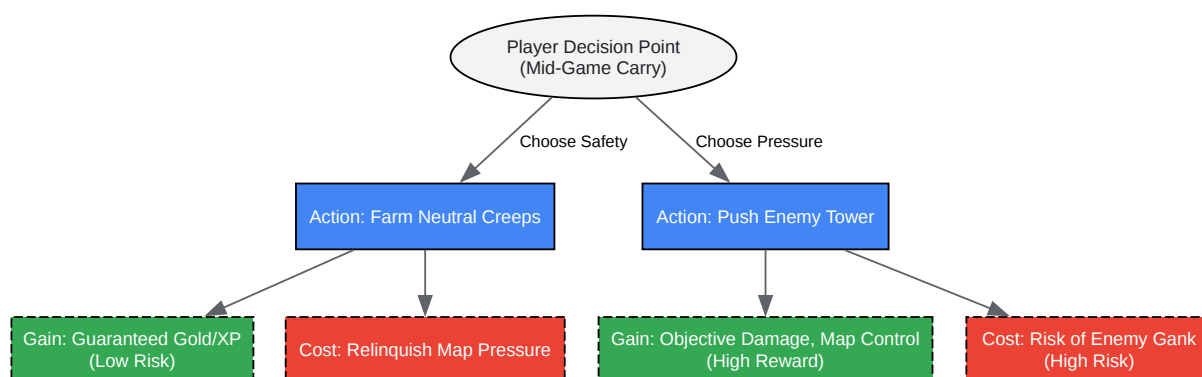 Player Decision Point
(Mid-Game Carry)
Choose Safety
Choose Pressure
Action: Farm Neutral Creeps
Action: Push Enemy Tower
Gain: Guaranteed Gold/XP
(Low Risk)
Cost: Relinquish Map Pressure
Gain: Objective Damage, Map Control
(High Reward)
Cost: Risk of Enemy Gank
(High Risk)